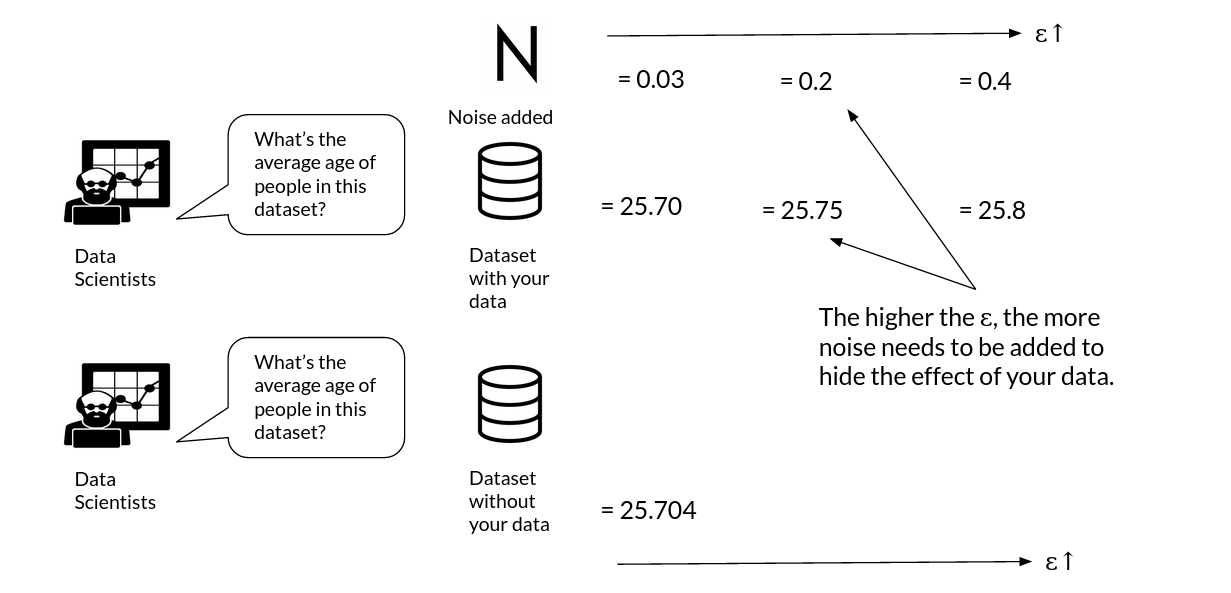 N
ε↑
= 0.03
= 0.2
= 0.4
Noise added
What's the
average age of
people in this
dataset?
Data
Scientists
= 25.70
= 25.75
= 25.8
Dataset
with your
data
The higher the ε, the more
noise needs to be added to
hide the effect of your data.
What's the
average age of
people in this
dataset?
Data
Scientists
Dataset
without
your data
= 25.704
ε↑